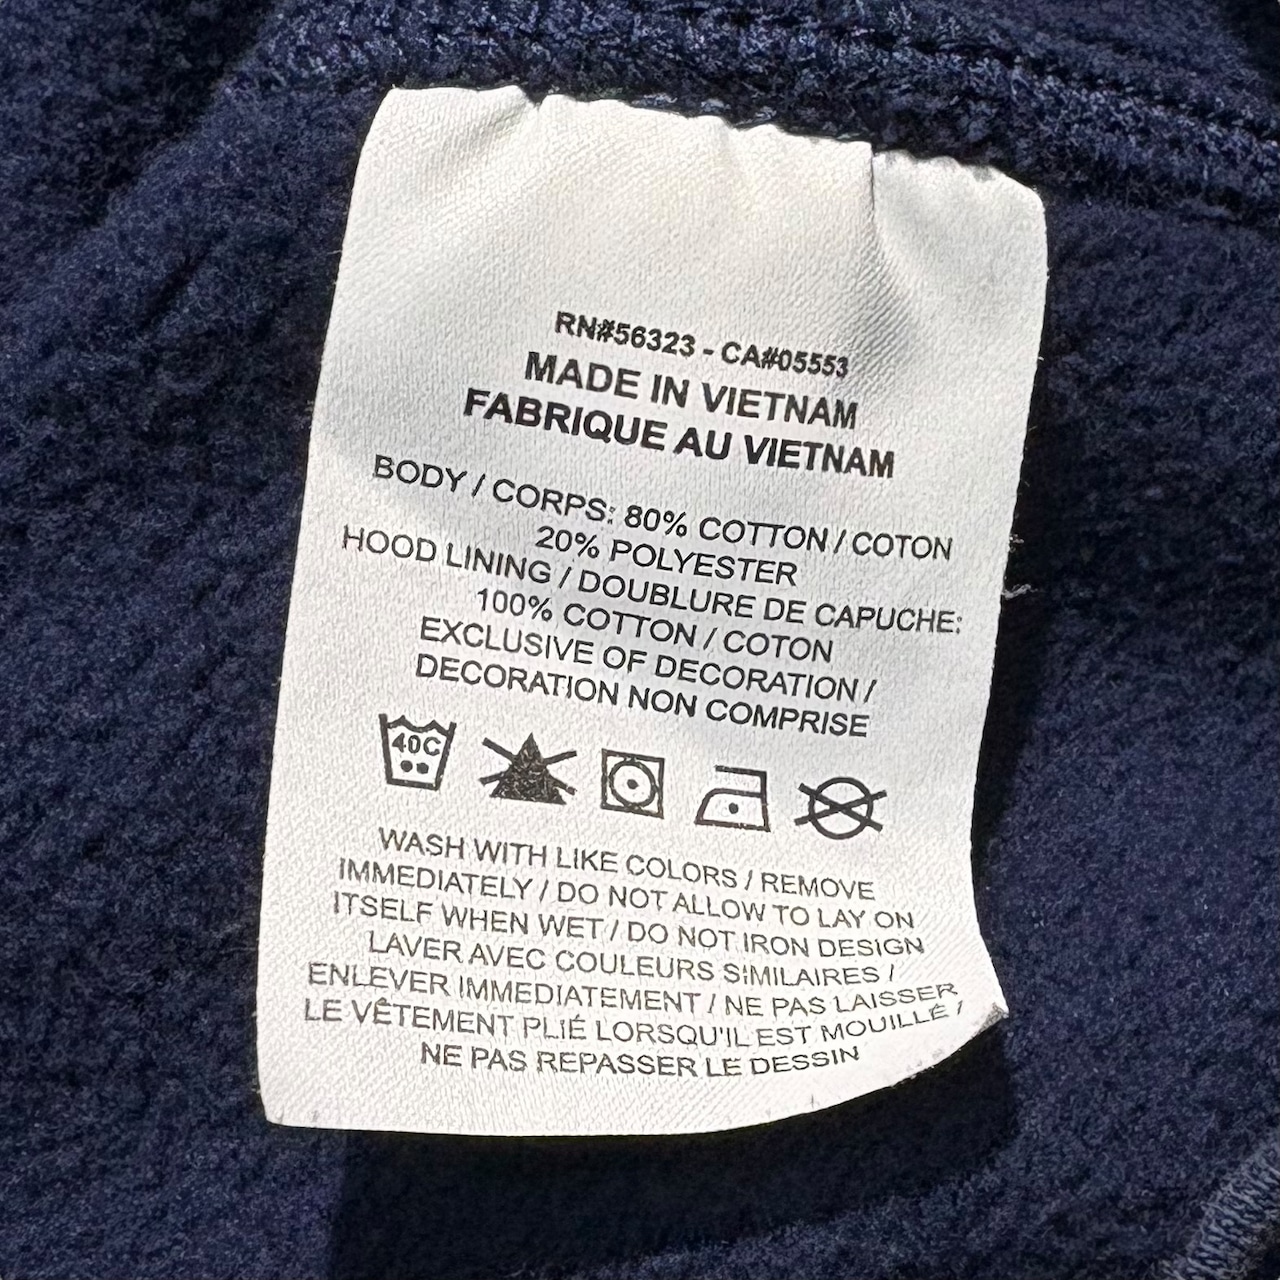 RN#56323 - CA#05553
MADE IN VIETNAM
FABRIQUE AU VIETNAM
BODY / CORPS: 80% COTTON / COTON
20% POLYESTER
HOOD LINING / DOUBLURE DE CAPUCHE:
100% COTTON / COTON
EXCLUSIVE OF DECORATION /
DECORATION NON COMPRISE
40C
WASH WITH LIKE COLORS / REMOVE
IMMEDIATELY / DO NOT ALLOW TO LAY ON
ITSELF WHEN WET / DO NOT IRON DESIGN
LAVER AVEC COULEURS SIMILAIRES /
ENLEVER IMMEDIATEMENT / NE PAS LAISSER
LE VÊTEMENT PLIÉ LORSQU'IL EST MOUILLÉ /
NE PAS REPASSER LE DESSIN